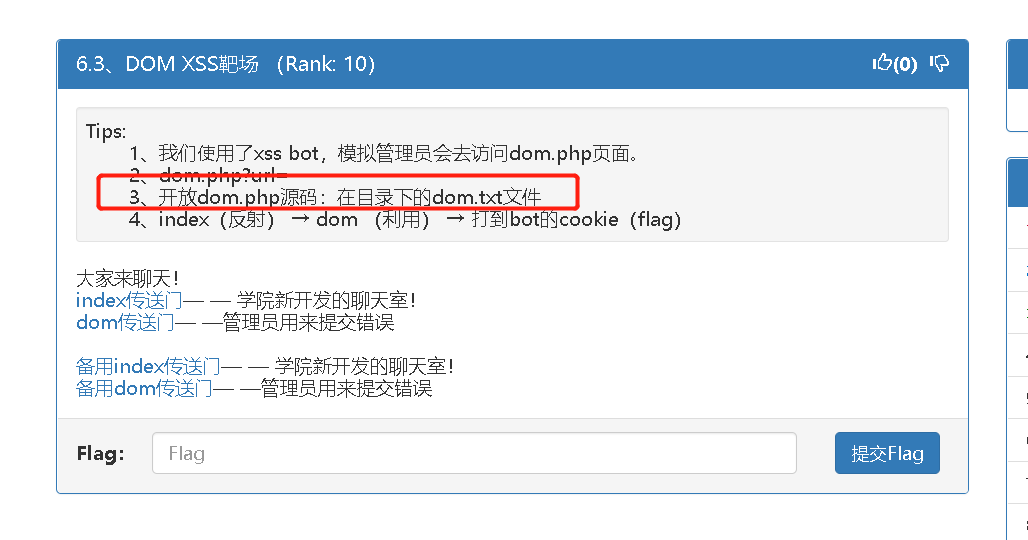 6.3、DOM XSS靶场 （Rank: 10）
(0)
Tips:
1、我们使用了xss bot，模拟管理员会去访问dom.php页面。
2、dom.php?url=
3、开放dom.php源码：在目录下的dom.txt文件
4、index（反射） → dom （利用） → 打到bot的cookie（flag）
大家来聊天！
index传送门— — 学院新开发的聊天室！
dom传送门— —管理员用来提交错误
备用index传送门— — 学院新开发的聊天室！
备用dom传送门— —管理员用来提交错误
Flag:
Flag
提交Flag